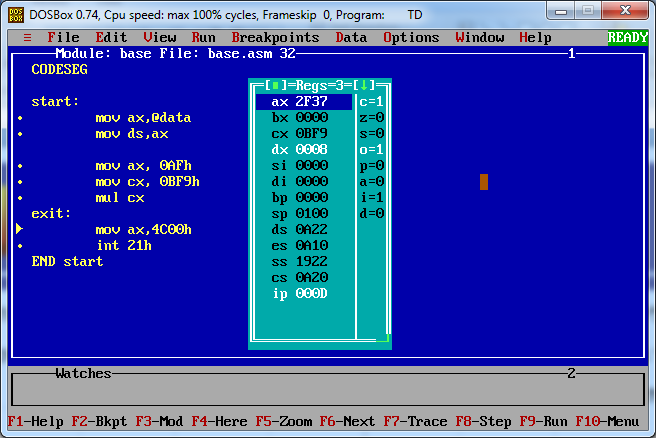 DOSBox 0.74, Cpu speed: max 100% cycles, Frameskip 0, Program: TD
≡ File Edit View Run Breakpoints Data Options Window Help READY
Module: base File: base.asm 32 1
CODESEG
start:
mov ax,@data
mov ds,ax
mov ax, 0AFh
mov cx, 0BF9h
mul cx
exit:
mov ax,4C00h
int 21h
END start
[■]=Regs=3=[↓]
ax 2F37 c=1
bx 0000 z=0
cx 0BF9 s=0
dx 0008 o=1
si 0000 p=0
di 0000 a=0
bp 0000 i=1
sp 0100 d=0
ds 0A22
es 0A10
ss 1922
cs 0A20
ip 000D
Watches 2
F1-Help F2-Bkpt F3-Mod F4-Here F5-Zoom F6-Next F7-Trace F8-Step F9-Run F10-Menu